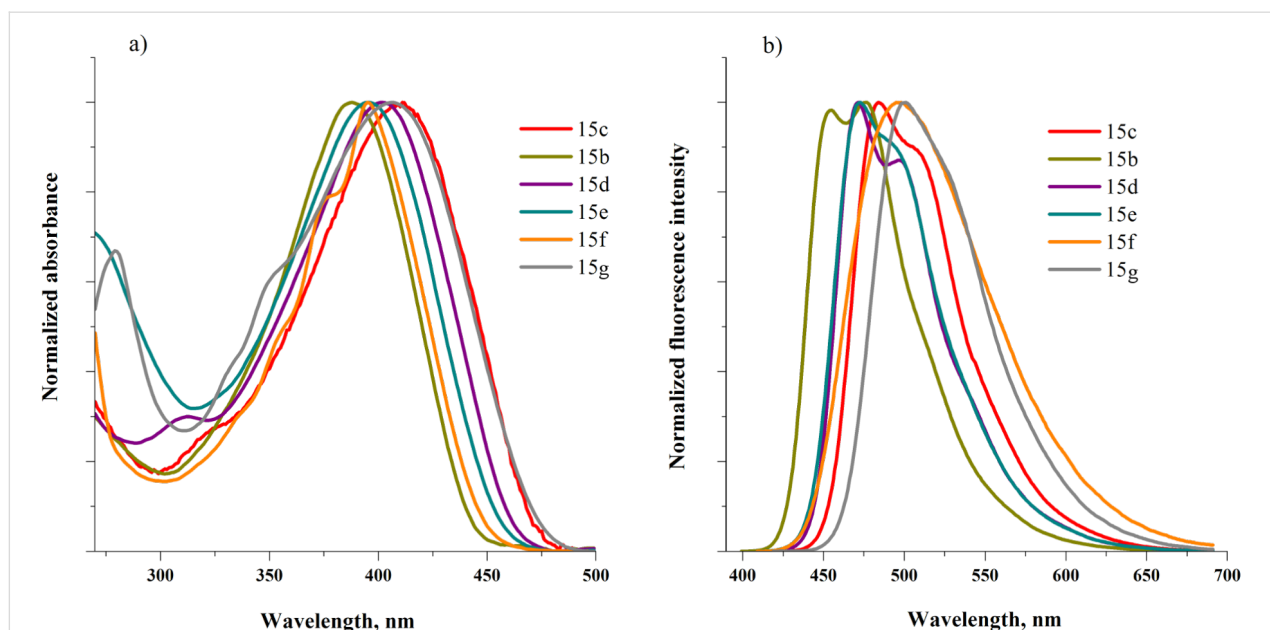 a)
Normalized absorbance
15c
15b
15d
15e
15f
15g
300 350 400 450 500
Wavelength, nm
b)
Normalized fluorescence intensity
15c
15b
15d
15e
15f
15g
400 450 500 550 600 650 700
Wavelength, nm